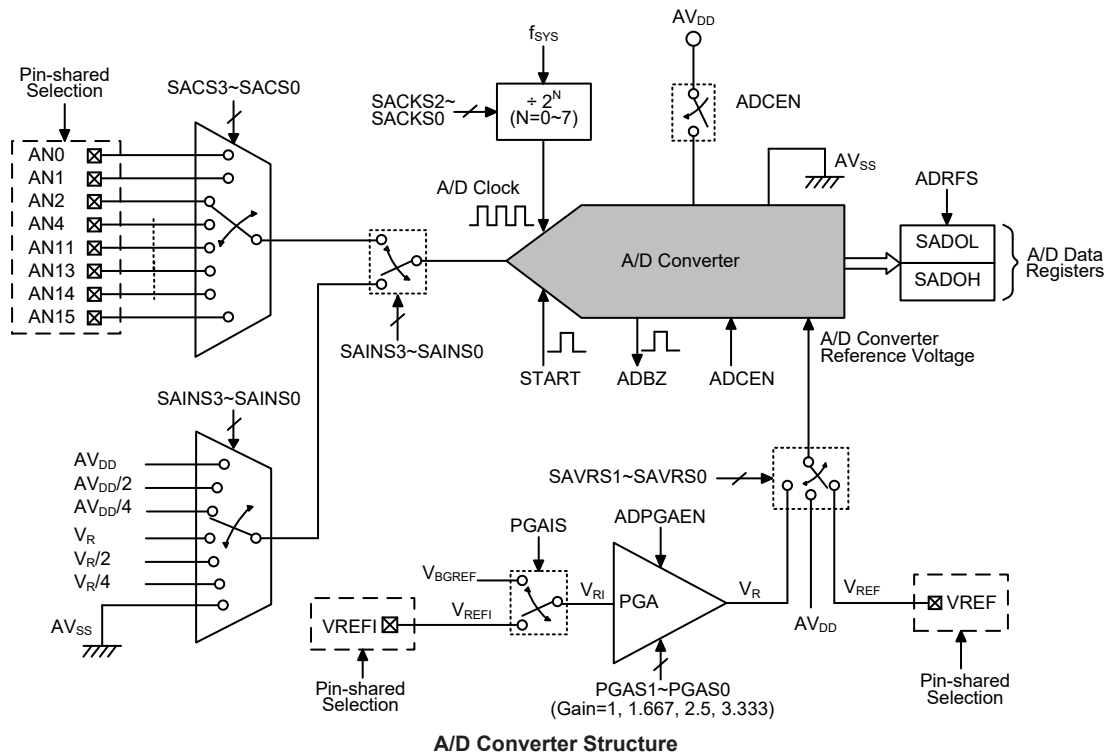 AVDD
fSYS
Pin-shared
Selection
SACS3~SACS0
SACKS2~
SACKS0
÷ 2N
(N=0~7)
ADCEN
AN0
AN1
AN2
AN4
AN11
AN13
AN14
AN15
A/D Clock
AVSS
ADRFS
A/D Converter
SADOL
SADOH
A/D Data
Registers
SAINS3~SAINS0
START
ADBZ
ADCEN
A/D Converter
Reference Voltage
SAINS3~SAINS0
AVDD
AVDD/2
AVDD/4
VR
VR/2
VR/4
AVSS
SAVRS1~SAVRS0
PGAIS
ADPGAEN
VBGREF
VREFI
VREFI
VRI
PGA
VR
AVDD
VREF
VREF
Pin-shared
Selection
PGAS1~PGAS0
(Gain=1, 1.667, 2.5, 3.333)
Pin-shared
Selection
A/D Converter Structure